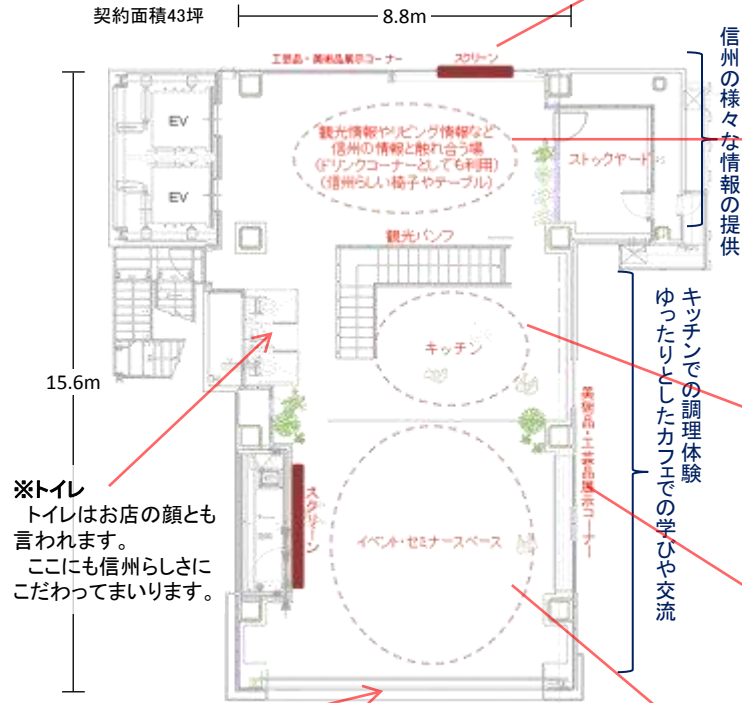 契約面積43坪
8.8m
工芸品・美術品展示コーナー
スクリーン
信州の様々な情報の提供
EV
EV
観光情報やリビング情報など
信州の情報と触れ合う場
(ドリンクコーナーとしても利用)
(信州らしい椅子やテーブル)
ストックヤード
観光パンフ
キッチン
キッチンでの調理体験
ゆったりとしたカフェでの学びや交流
15.6m
美術品・工芸品展示コーナー
※トイレ
トイレはお店の顔とも
言われます。
ここにも信州らしさに
こだわってまいります。
スクリーン
イベント・セミナースペース